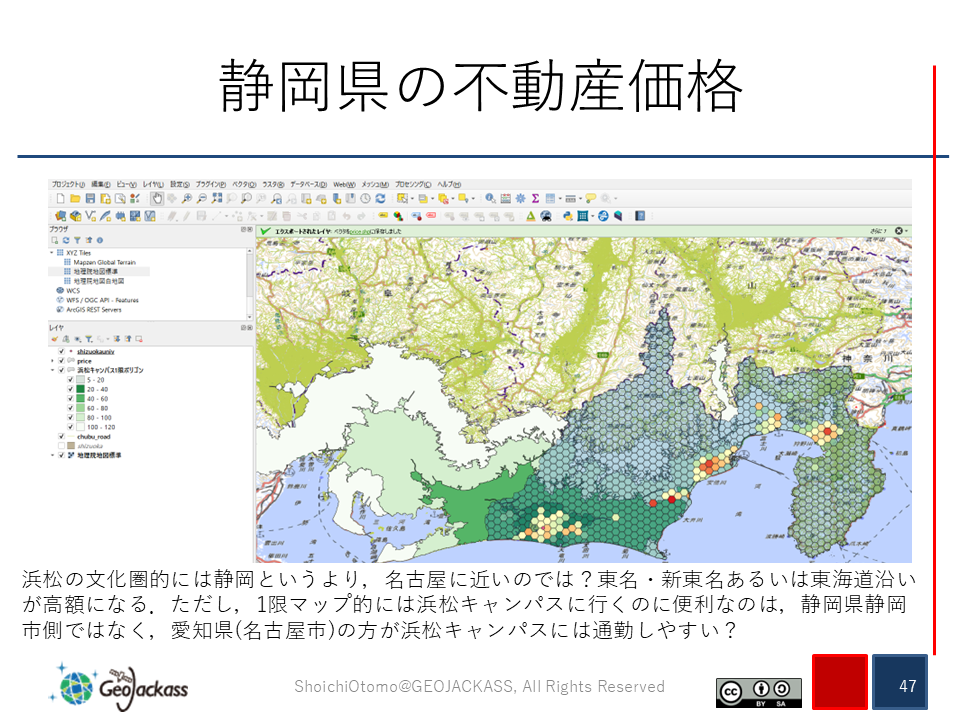 静岡県の不動産価格
プロジェクト(J) 編集(E) ビュー(V) レイヤ(L) 設定(S) プラグイン(P) ベクタ(O) ラスタ(R) データベース(D) Web(W) メッシュ(M) プロセシング(C) ヘルプ(H)
ブラウザ
XYZ Tiles
Mapzen Global Terrain
地理院地図標準
地理院地図白地図
WCS
WFS / OGC API - Features
ArcGIS REST Servers
レイヤ
shizuokauniv
price
浜松キャンパス1限ポリゴン
5 - 20
20 - 40
40 - 60
60 - 80
80 - 100
100 - 120
chubu_road
shizuoka
地理院地図標準
エクスポートされたレイヤ:
さらに 1
岐 阜
山
神 奈 川
浜松の文化圏的には静岡というより，名古屋に近いのでは？東名・新東名あるいは東海道沿い
が高額になる．ただし，1限マップ的には浜松キャンパスに行くのに便利なのは，静岡県静岡
市側ではなく，愛知県(名古屋市)の方が浜松キャンパスには通勤しやすい？
GeoJackass
ShoichiOtomo@GEOJACKASS, All Rights Reserved
cc BY SA
47